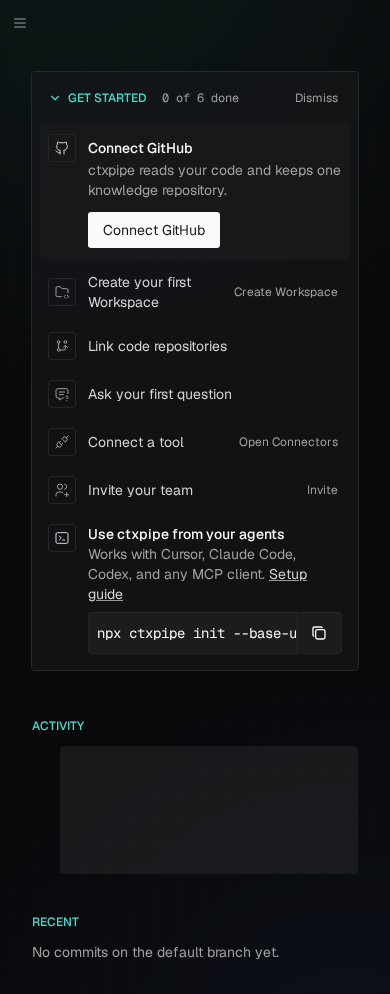 GET STARTED 0 of 6 done Dismiss
Connect GitHub
ctxpipe reads your code and keeps one
knowledge repository.
Connect GitHub
Create your first
Workspace
Create Workspace
Link code repositories
Ask your first question
Connect a tool Open Connectors
Invite your team Invite
Use ctxpipe from your agents
Works with Cursor, Claude Code,
Codex, and any MCP client. Setup
guide
npx ctxpipe init --base-u
ACTIVITY
RECENT
No commits on the default branch yet.